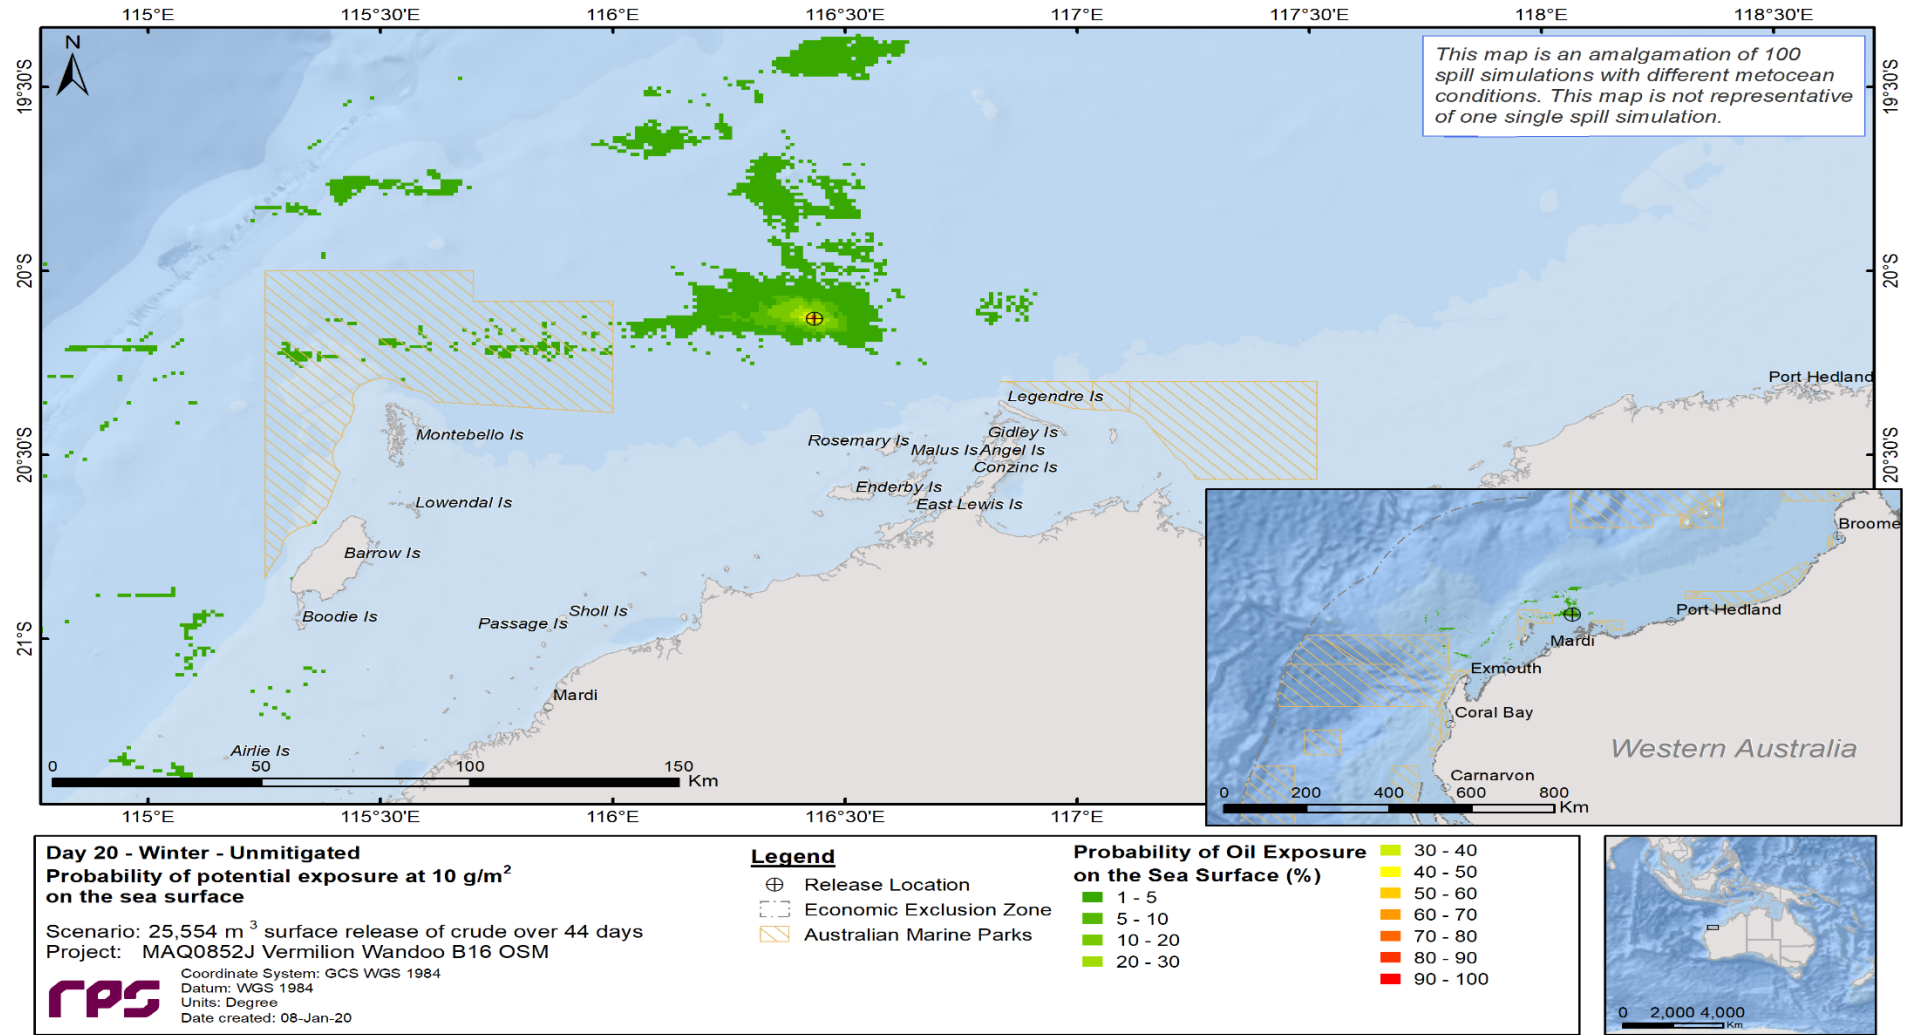 115°E 115°30'E 116°E 116°30'E 117°E 117°30'E 118°E 118°30'E
N
This map is an amalgamation of 100
spill simulations with different metocean
conditions. This map is not representative
of one single spill simulation.
19°30'S 19°30'S
20°S 20°S
20°30'S 20°30'S
21°S
Port Hedland
Legendre Is
Montebello Is
Rosemary Is
Gidley Is
Malus Is
Angel Is
Conzinc Is
Enderby Is
East Lewis Is
Lowendal Is
Barrow Is
Boodie Is
Passage Is
Sholl Is
Mardi
Airlie Is
0 50 100 150
Km
115°E 115°30'E 116°E 116°30'E 117°E
Broome
Port Hedland
Mardi
Exmouth
Coral Bay
Western Australia
Carnarvon
0 200 400 600 800
Km
Day 20 - Winter - Unmitigated
Probability of potential exposure at 10 g/m²
on the sea surface
Scenario: 25,554 m ³ surface release of crude over 44 days
Project: MAQ0852J Vermilion Wandoo B16 OSM
rps
Coordinate System: GCS WGS 1984
Datum: WGS 1984
Units: Degree
Date created: 08-Jan-20
Legend
Release Location
Economic Exclusion Zone
Australian Marine Parks
Probability of Oil Exposure
on the Sea Surface (%)
1 - 5
5 - 10
10 - 20
20 - 30
30 - 40
40 - 50
50 - 60
60 - 70
70 - 80
80 - 90
90 - 100
0 2,000 4,000
Km